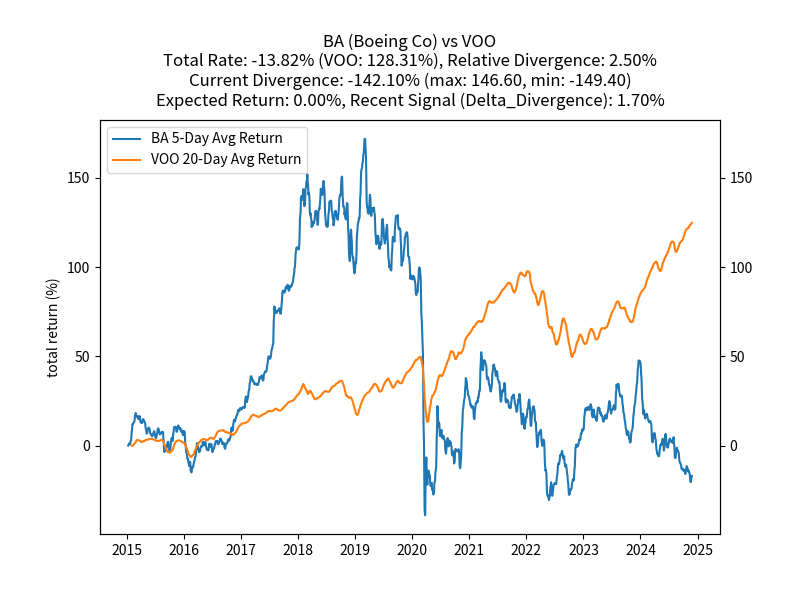 BA (Boeing Co) vs VOO
Total Rate: -13.82% (VOO: 128.31%), Relative Divergence: 2.50%
Current Divergence: -142.10% (max: 146.60, min: -149.40)
Expected Return: 0.00%, Recent Signal (Delta_Divergence): 1.70%
BA 5-Day Avg Return
VOO 20-Day Avg Return
total return (%)
150
100
50
0
150
100
50
0
2015 2016 2017 2018 2019 2020 2021 2022 2023 2024 2025